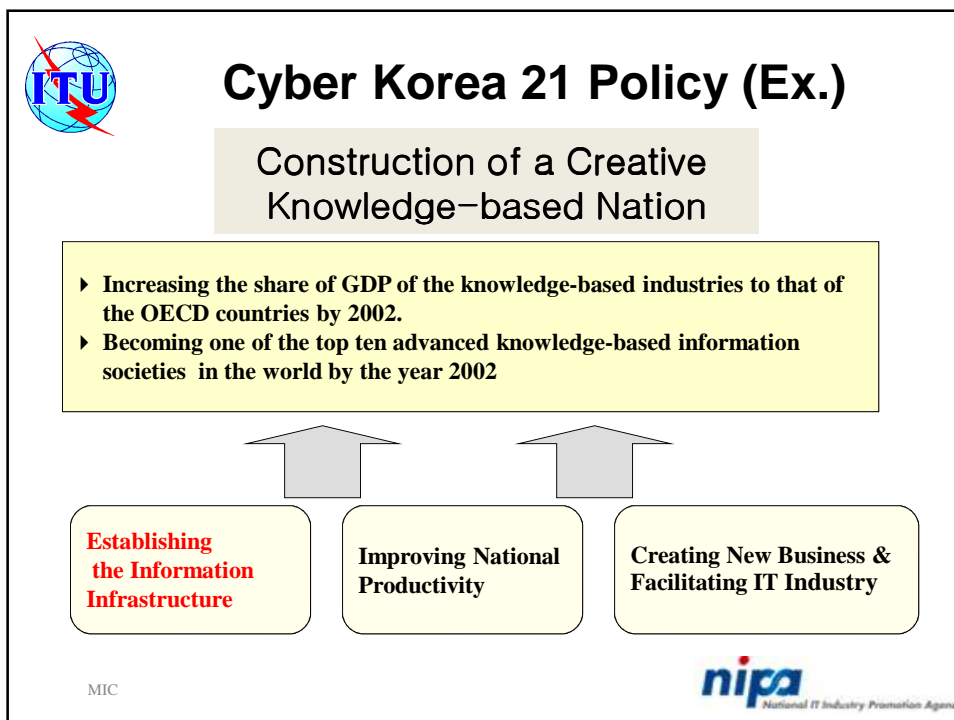 ITU
Cyber Korea 21 Policy (Ex.)
Construction of a Creative
Knowledge-based Nation
Increasing the share of GDP of the knowledge-based industries to that of
the OECD countries by 2002.
Becoming one of the top ten advanced knowledge-based information
societies in the world by the year 2002
Establishing
the Information
Infrastructure
Improving National
Productivity
Creating New Business &
Facilitating IT Industry
MIC
nipa
National IT Industry Promotion Agen